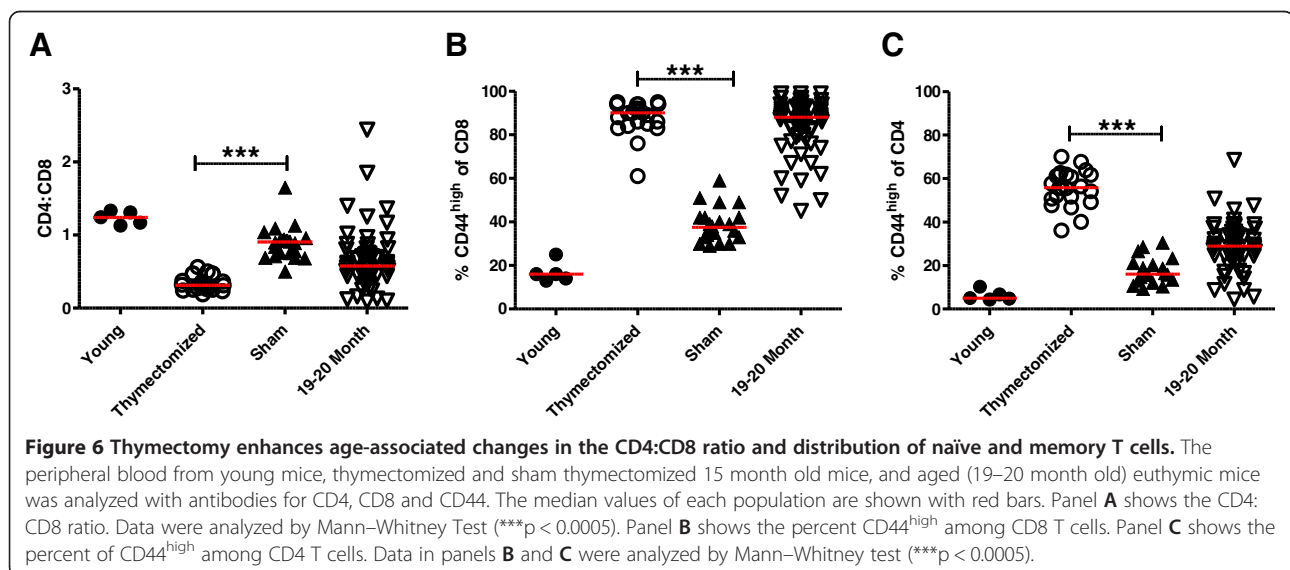 A
B
C
3
2
1
0
CD4:CD8
***
Young
Thymectomized
Sham
19-20 Month
100
80
60
40
20
0
% CD44high of CD8
***
Young
Thymectomized
Sham
19-20 Month
100
80
60
40
20
0
% CD44high of CD4
***
Young
Thymectomized
Sham
19-20 Month
Figure 6 Thymectomy enhances age-associated changes in the CD4:CD8 ratio and distribution of naïve and memory T cells. The
peripheral blood from young mice, thymectomized and sham thymectomized 15 month old mice, and aged (19–20 month old) euthymic mice
was analyzed with antibodies for CD4, CD8 and CD44. The median values of each population are shown with red bars. Panel A shows the CD4:
CD8 ratio. Data were analyzed by Mann–Whitney Test (***p < 0.0005). Panel B shows the percent CD44high among CD8 T cells. Panel C shows the
percent of CD44high among CD4 T cells. Data in panels B and C were analyzed by Mann–Whitney test (***p < 0.0005).